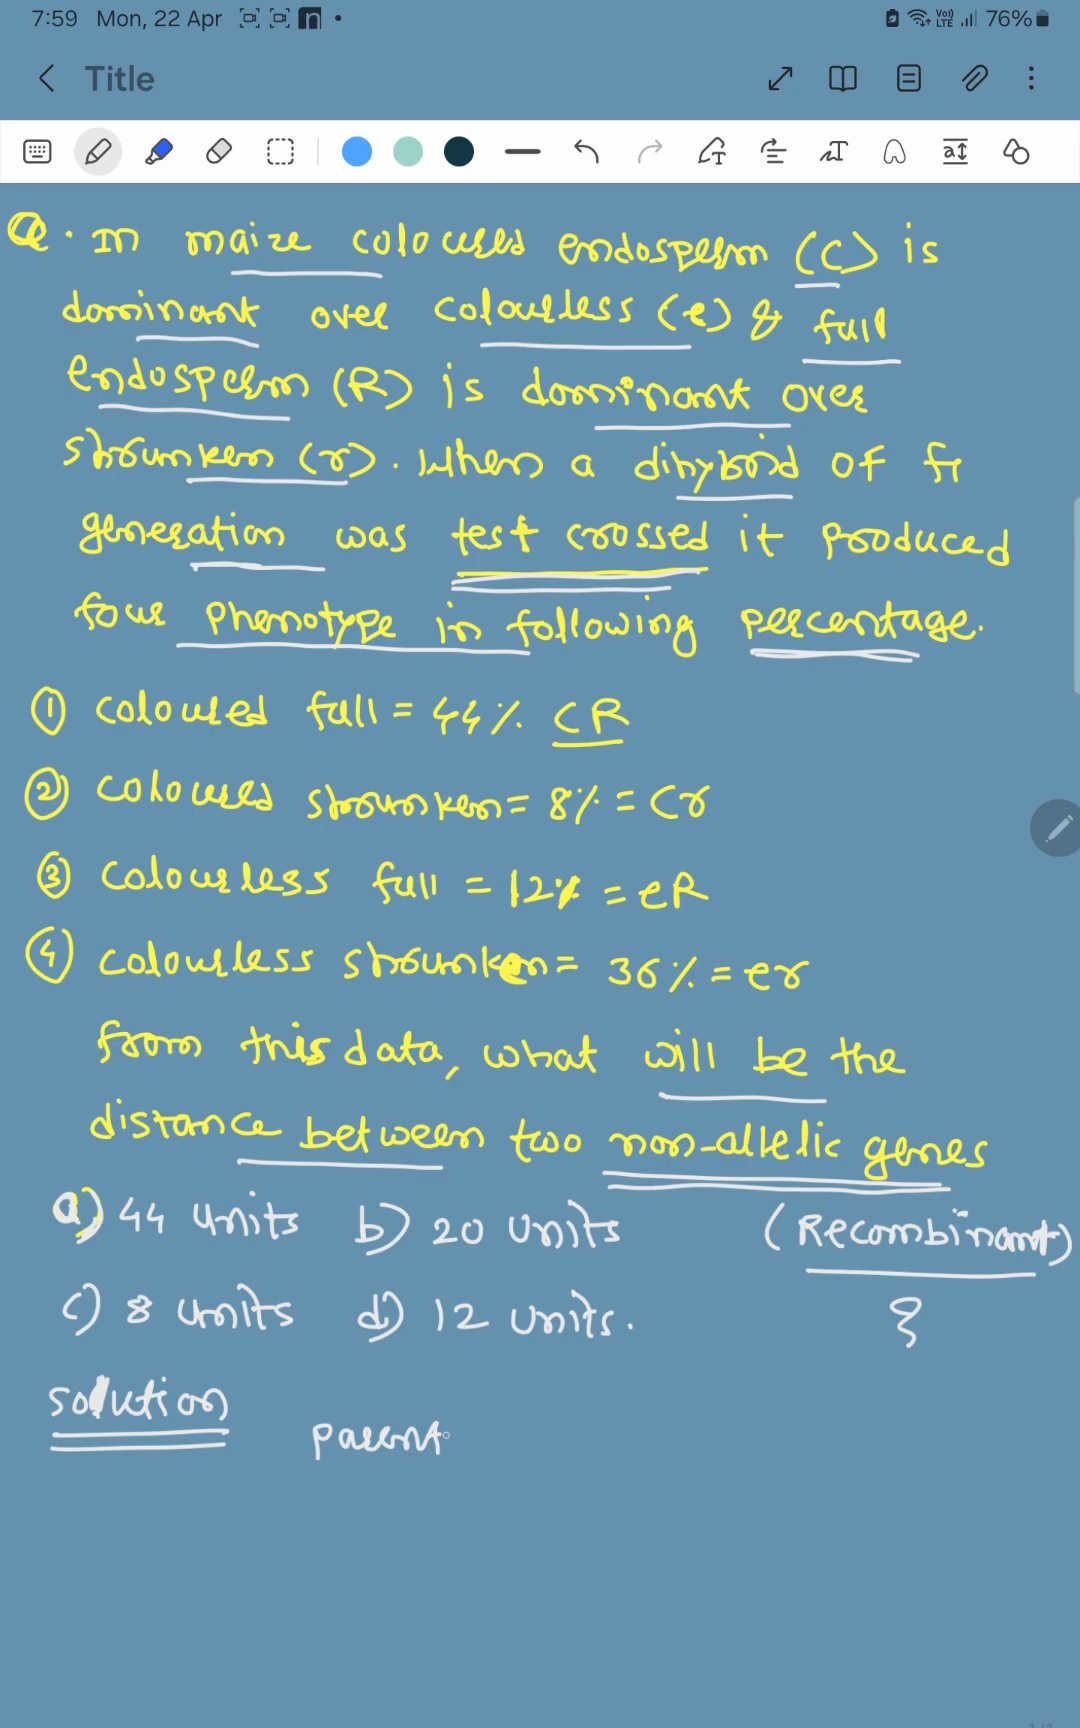 7:59 Mon, 22 Apr 76%
Title
Q. In maize coloured endosperm (C) is
dominant over colourless (c) & full
endosperm (R) is dominant over
shrunken (r). When a dihybrid of f1
generation was test crossed it produced
four phenotype in following percentage.
① coloured full = 44% CR
② coloured shrunken = 8% = Cr
③ colourless full = 12% = cR
④ colourless shrunken = 36% = cr
from this data, what will be the
distance between two non-allelic genes
a) 44 units b) 20 units (Recombinant)
c) 8 units d) 12 units. ?
solution parent